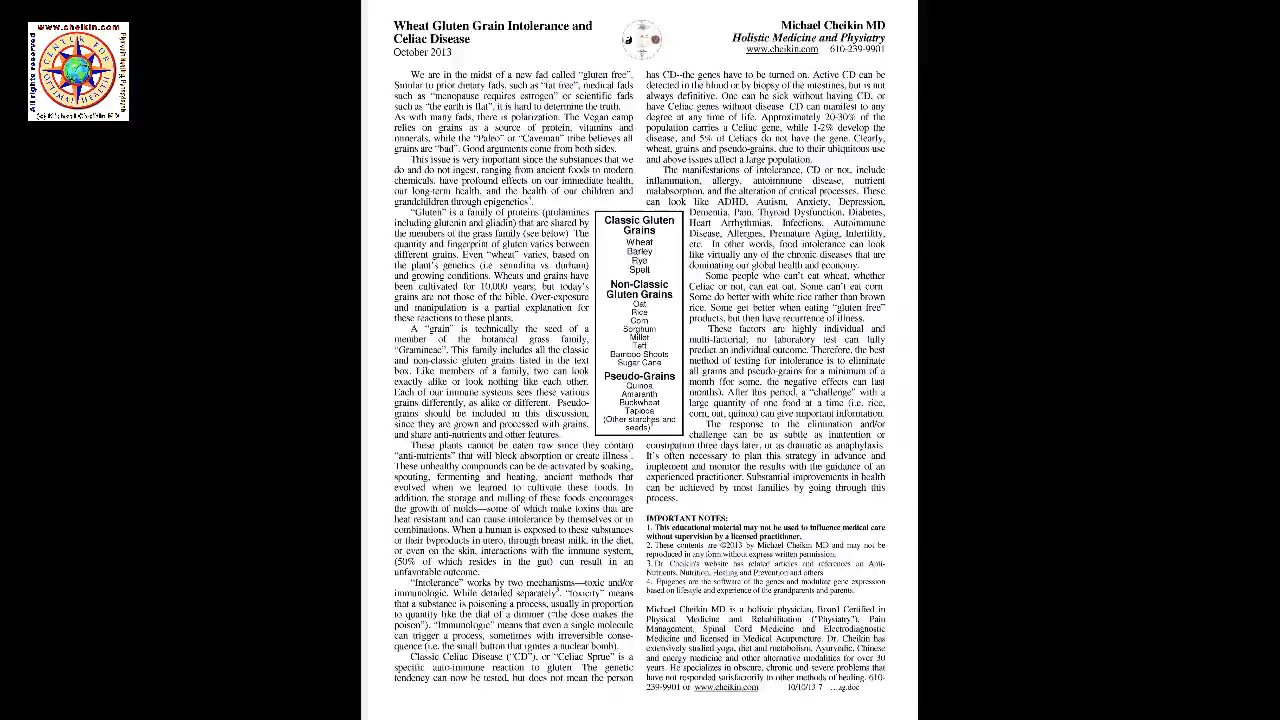 www.cheikin.com
All rights reserved
CENTER FOR
OPTIMAL HEALTH
(c) Michael Cheikin MD
Wheat Gluten Grain Intolerance and
Celiac Disease
October 2013
Michael Cheikin MD
Holistic Medicine and Physiatry
www.cheikin.com 610-239-9901
We are in the midst of a new fad called "gluten free".
Similar to prior dietary fads, such as "fat free", medical fads
such as "menopause requires estrogen" or scientific fads
such as "the earth is flat", it is hard to determine the truth.
As with many fads, there is polarization. The Vegan camp
relies on grains as a source of protein, vitamins and
minerals, while the "Paleo" or "Caveman" tribe believes all
grains are "bad". Good arguments come from both sides.
This issue is very important since the substances that we
do and do not ingest, ranging from ancient foods to modern
chemicals, have profound effects on our immediate health,
our long-term health, and the health of our children and
grandchildren through epigenetics4.
"Gluten" is a family of proteins (prolamines
including glutenin and gliadin) that are shared by
the members of the grass family (see below) The
quantity and fingerprint of gluten varies between
different grains. Even "wheat" varies, based on
the plant's genetics (i.e. semolina vs. durham)
and growing conditions. Wheats and grains have
been cultivated for 10,000 years; but today's
grains are not those of the bible. Over-exposure
and manipulation is a partial explanation for
these reactions to these plants.
A "grain" is technically the seed of a
member of the botanical grass family,
"Gramineae". This family includes all the classic
and non-classic gluten grains listed in the text
box. Like members of a family, two can look
exactly alike or look nothing like each other.
Each of our immune systems sees these various
grains differently, as alike or different. Pseudo-
grains should be included in this discussion,
since they are grown and processed with grains,
and share anti-nutrients and other features.
These plants cannot be eaten raw since they contain
"anti-nutrients" that will block absorption or create illness3.
These unhealthy compounds can be de-activated by soaking,
spouting, fermenting and heating, ancient methods that
evolved when we learned to cultivate these foods. In
addition, the storage and milling of these foods encourages
the growth of molds—some of which make toxins that are
heat resistant and can cause intolerance by themselves or in
combinations. When a human is exposed to these substances
or their byproducts in utero, through breast milk, in the diet,
or even on the skin, interactions with the immune system,
(50% of which resides in the gut) can result in an
unfavorable outcome.
"Intolerance" works by two mechanisms—toxic and/or
immunologic. While detailed separately3, "toxicity" means
that a substance is poisoning a process, usually in proportion
to quantity like the dial of a dimmer ("the dose makes the
poison"). "Immunologic" means that even a single molecule
can trigger a process, sometimes with irreversible conse-
quence (i.e. the small button that ignites a nuclear bomb).
Classic Celiac Disease ("CD"), or "Celiac Sprue" is a
specific auto-immune reaction to gluten The genetic
tendency can now be tested, but does not mean the person
Classic Gluten
Grains
Wheat
Barley
Rye
Spelt
Non-Classic
Gluten Grains
Oat
Rice
Corn
Sorghum
Millet
Teff
Bamboo Shoots
Sugar Cane
Pseudo-Grains
Quinoa
Amaranth
Buckwheat
Tapioca
(Other starches and
seeds)3
has CD--the genes have to be turned on. Active CD can be
detected in the blood or by biopsy of the intestines, but is not
always definitive. One can be sick without having CD, or
have Celiac genes without disease CD can manifest to any
degree at any time of life. Approximately 20-30% of the
population carries a Celiac gene, while 1-2% develop the
disease, and 5% of Celiacs do not have the gene. Clearly,
wheat, grains and pseudo-grains, due to their ubiquitous use
and above issues affect a large population.
The manifestations of intolerance, CD or not, include
inflammation, allergy, autoimmune disease, nutrient
malabsorption, and the alteration of critical processes. These
can look like ADHD, Autism, Anxiety, Depression,
Dementia, Pain, Thyroid Dysfunction, Diabetes,
Heart Arrhythmias, Infections, Autoimmune
Disease, Allergies, Premature Aging, Infertility,
etc. In other words, food intolerance can look
like virtually any of the chronic diseases that are
dominating our global health and economy.
Some people who can't eat wheat, whether
Celiac or not, can eat oat. Some can't eat corn
Some do better with white rice rather than brown
rice. Some get better when eating "gluten free"
products, but then have recurrence of illness.
These factors are highly individual and
multi-factorial; no laboratory test can fully
predict an individual outcome. Therefore, the best
method of testing for intolerance is to eliminate
all grains and pseudo-grains for a minimum of a
month (for some, the negative effects can last
months). After this period, a "challenge" with a
large quantity of one food at a time (i.e. rice,
corn, oat, quinoa) can give important information.
The response to the elimination and/or
challenge can be as subtle as inattention or
constipation three days later, or as dramatic as anaphylaxis
It's often necessary to plan this strategy in advance and
implement and monitor the results with the guidance of an
experienced practitioner. Substantial improvements in health
can be achieved by most families by going through this
process.
IMPORTANT NOTES:
1. This educational material may not be used to influence medical care
without supervision by a licensed practitioner.
2. These contents are ©2013 by Michael Cheikin MD and may not be
reproduced in any form without express written permission.
3. Dr. Cheikin's website has related articles and references on Anti-
Nutrients, Nutrition, Healing and Prevention and others
4. Epigenes are the software of the genes and modulate gene expression
based on lifestyle and experience of the grandparents and parents.
Michael Cheikin MD is a holistic physician, Board Certified in
Physical Medicine and Rehabilitation ("Physiatry"), Pain
Management, Spinal Cord Medicine and Electrodiagnostic
Medicine and licensed in Medical Acupuncture. Dr. Cheikin has
extensively studied yoga, diet and metabolism, Ayurvedic, Chinese
and energy medicine and other alternative modalities for over 30
years. He specializes in obscure, chronic and severe problems that
have not responded satisfactorily to other methods of healing. 610-
239-9901 or www.cheikin.com 10/10/13 7 ...ag.doc